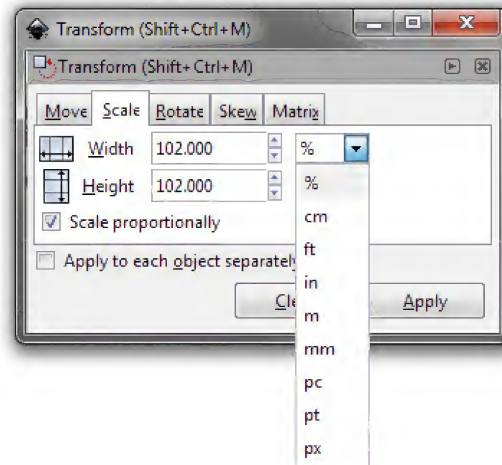 Transform (Shift+Ctrl+M)
Transform (Shift+Ctrl+M)
Move Scale Rotate Skew Matrix
Width 102.000 %
Height 102.000 %
Scale proportionally cm
ft
Apply to each object
in
m
Apply
mm
pc
pt
px